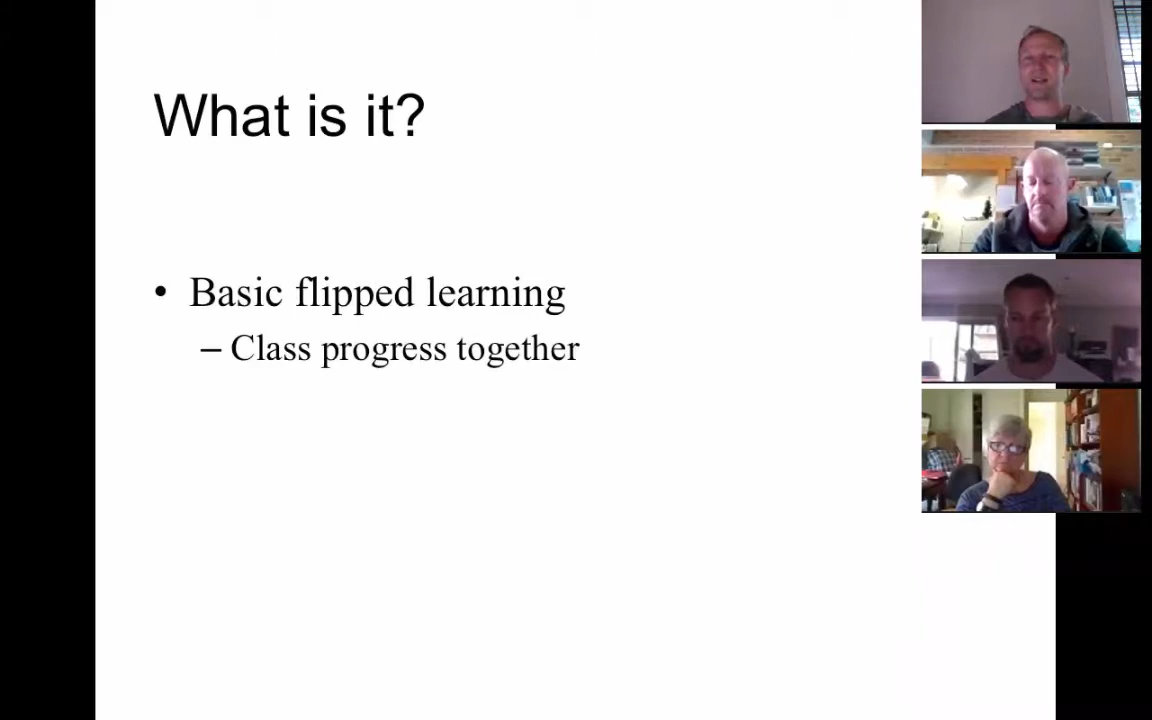 What is it?
• Basic flipped learning
– Class progress together